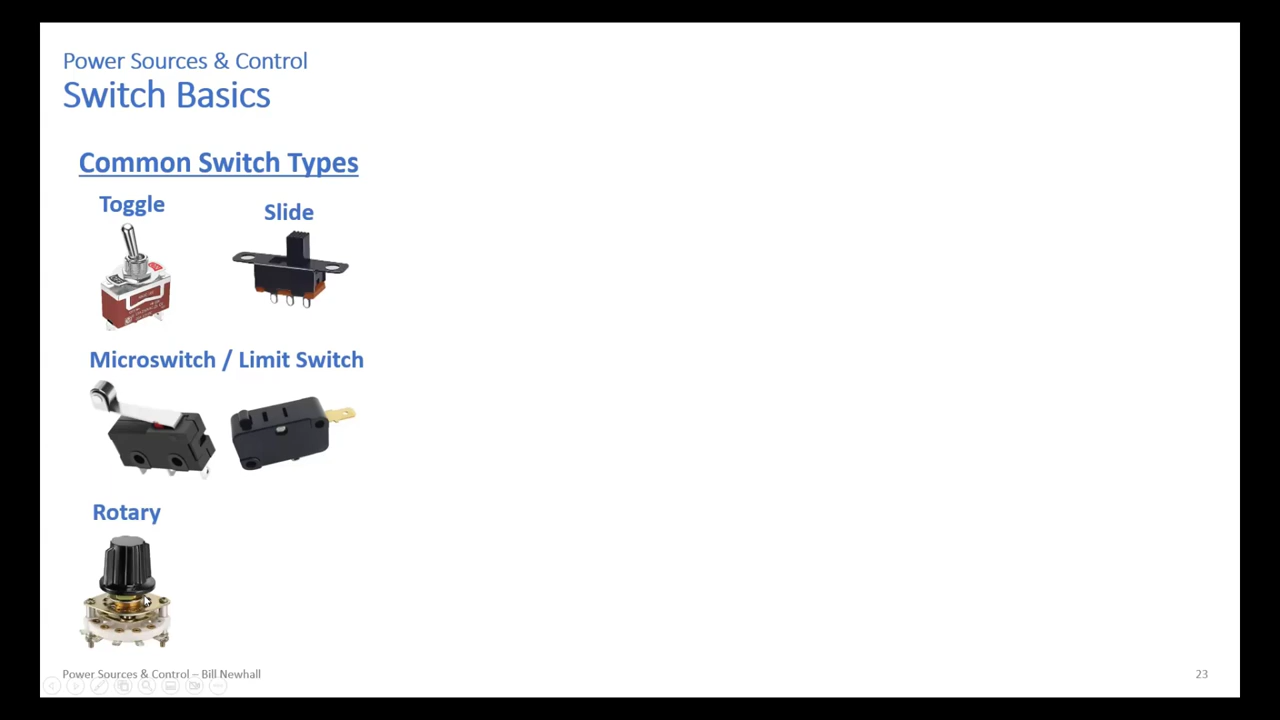 Power Sources & Control
Switch Basics
Common Switch Types
Toggle
Slide
Microswitch / Limit Switch
Rotary
Power Sources & Control – Bill Newhall
23